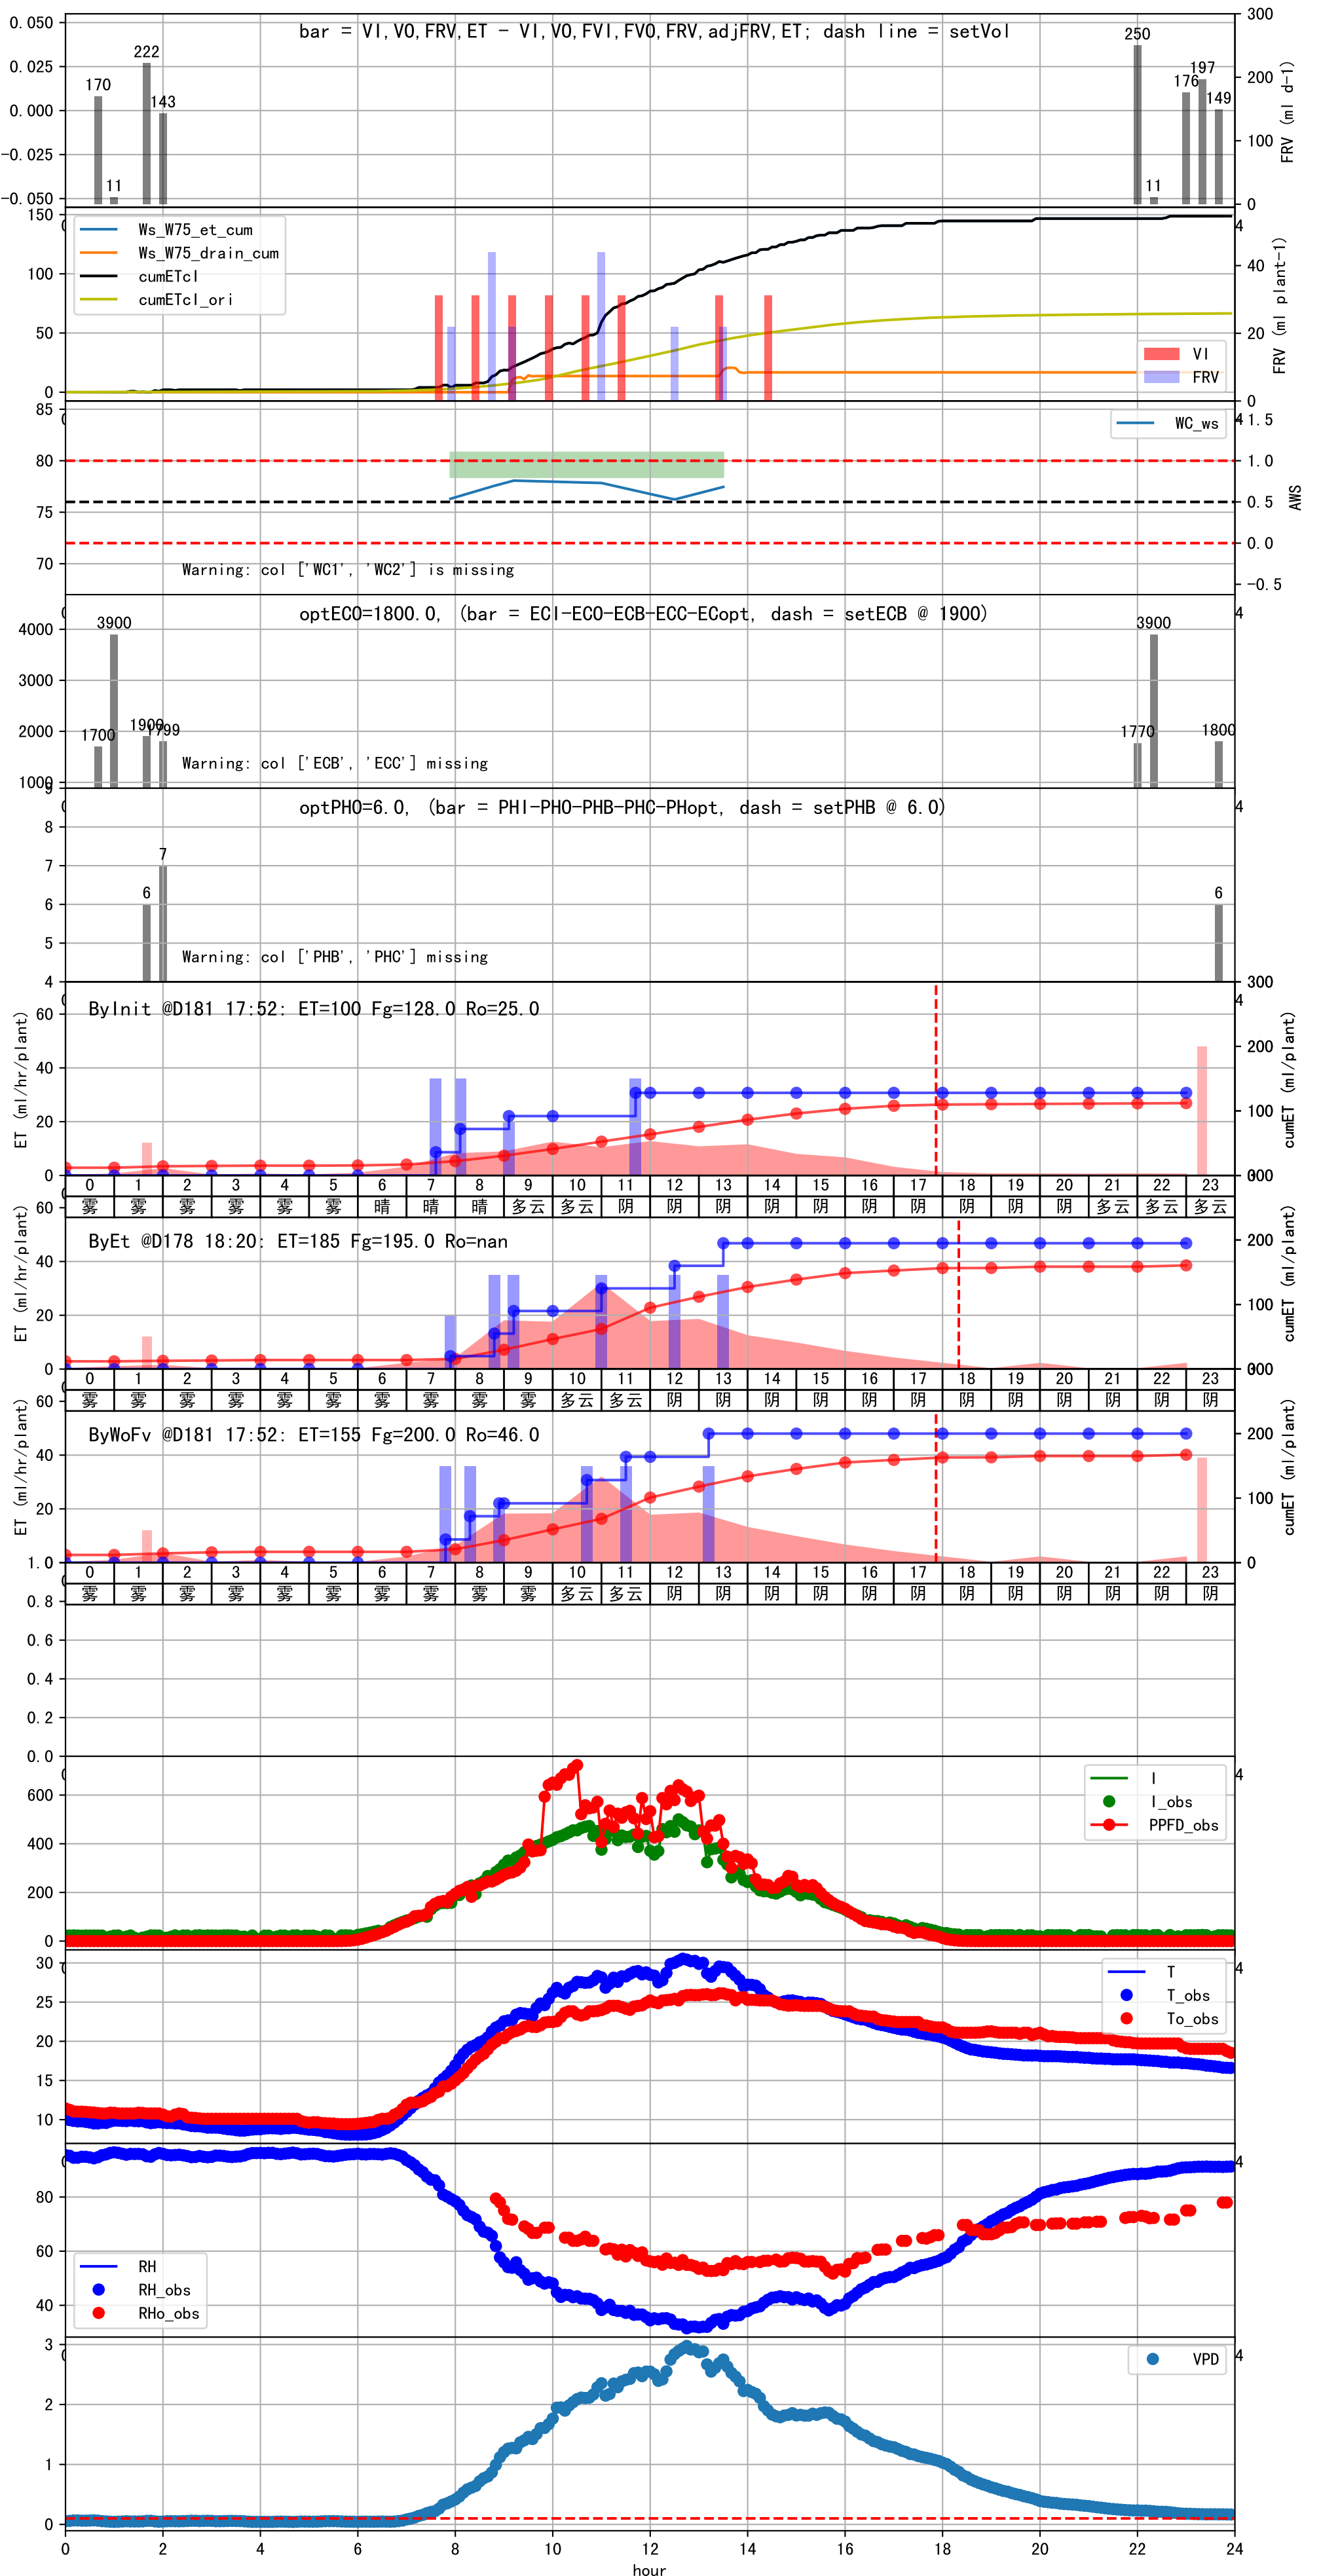 bar = VI,VO,FRV,ET - VI,VO,FVI,FVO,FRV,adjFRV,ET; dash line = setVol
0.050
0.025
0.000
-0.025
-0.050
170
11
222
143
250
11
176
197
149
300
200
100
0
FRV (ml d-1)
150
100
50
0
Ws_W75_et_cum
Ws_W75_drain_cum
cumETcI
cumETcI_ori
VI
FRV
4
40
20
0
FRV (ml plant-1)
85
80
75
70
WC_ws
Warning: col ['WC1', 'WC2'] is missing
4
1.5
1.0
0.5
0.0
-0.5
AWS
optECO=1800.0, (bar = ECI-ECO-ECB-ECC-ECopt, dash = setECB @ 1900)
4000
3000
2000
1000
1700
3900
1900
1799
1770
3900
1800
Warning: col ['ECB', 'ECC'] missing
4
optPHO=6.0, (bar = PHI-PHO-PHB-PHC-PHopt, dash = setPHB @ 6.0)
9
8
7
6
5
4
6
7
6
Warning: col ['PHB', 'PHC'] missing
4
ByInit @D181 17:52: ET=100 Fg=128.0 Ro=25.0
60
40
20
0
ET (ml/hr/plant)
4
300
200
100
0
cumET (ml/plant)
0 1 2 3 4 5 6 7 8 9 10 11 12 13 14 15 16 17 18 19 20 21 22 23
雾 雾 雾 雾 雾 雾 晴 晴 晴 多云 多云 阴 阴 阴 阴 阴 阴 阴 阴 阴 阴 多云 多云 多云
ByEt @D178 18:20: ET=185 Fg=195.0 Ro=nan
60
40
20
0
ET (ml/hr/plant)
300
200
100
0
cumET (ml/plant)
0 1 2 3 4 5 6 7 8 9 10 11 12 13 14 15 16 17 18 19 20 21 22 23
雾 雾 雾 雾 雾 雾 雾 雾 雾 雾 多云 多云 阴 阴 阴 阴 阴 阴 阴 阴 阴 阴 阴 阴
ByWoFv @D181 17:52: ET=155 Fg=200.0 Ro=46.0
60
40
20
ET (ml/hr/plant)
300
200
100
0
cumET (ml/plant)
0 1 2 3 4 5 6 7 8 9 10 11 12 13 14 15 16 17 18 19 20 21 22 23
雾 雾 雾 雾 雾 雾 雾 雾 雾 雾 多云 多云 阴 阴 阴 阴 阴 阴 阴 阴 阴 阴 阴 阴
1.0
0.8
0.6
0.4
0.2
0.0
600
400
200
0
I
I_obs
PPFD_obs
4
30
25
20
15
10
T
T_obs
To_obs
4
80
60
40
RH
RH_obs
RHo_obs
4
3
2
1
0
VPD
4
0 2 4 6 8 10 12 14 16 18 20 22 24
hour